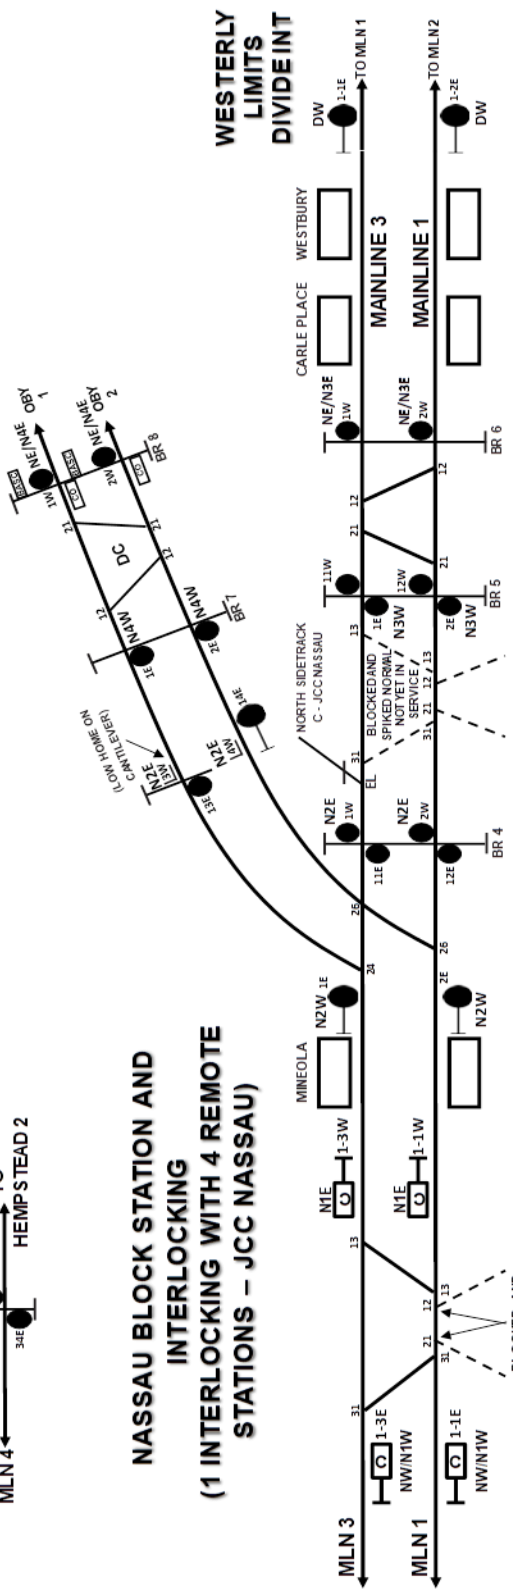 WESTERLY
LIMITS
DIVIDE INT
TO MLN1
TO MLN2
DW
1-1E
1-2E
DW
WESTBURY
MAINLINE 3
MAINLINE 1
CARLE PLACE
NE/N3E
1W
NE/N3E
2W
BR 6
12
12
21
21
11W
12W
BR 5
1E
N3W
2E
N3W
13
13
12
21
31
31
BLOCKED AND
SPIKED NORMAL
NOT YET IN
SERVICE
NORTH SIDETRACK
C - JCC NASSAU
EL
N2E
1W
N2E
2W
BR 4
11E
12E
26
26
24
OBY
1
NE/N4E
1W
OBY
2
NE/N4E
2W
BR 8
BASC
BASC
CO
CO
21
21
DC
12
12
N4W
1E
N4W
2E
BR7
(LOW HOME ON
CANTILEVER)
N2E
3W
13E
N2E
4W
14E
N2W
1E
2E
N2W
MINEOLA
N1E
1-3W
N1E
1-1W
C
C
13
13
12
21
31
31
1-3E
NW/N1W
1-1E
NW/N1W
C
C
MLN 3
MLN 1
NASSAU BLOCK STATION AND
INTERLOCKING
(1 INTERLOCKING WITH 4 REMOTE
STATIONS – JCC NASSAU)
HEMPSTEAD 2
34E
MLN 4